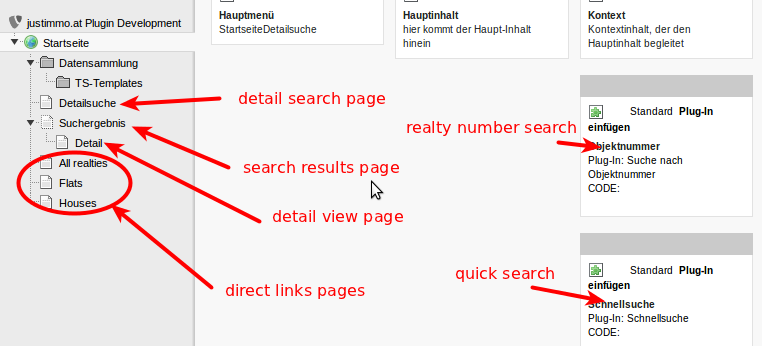 justimmo.at Plugin Development
Startseite
Datensammlung
TS-Templates
Detailsuche
Suchergebnis
Detail
All realties
Flats
Houses
detail search page
search results page
detail view page
direct links pages
Hauptmenü
StartseiteDetailsuche
Hauptinhalt
hier kommt der Haupt-Inhalt
hinein
Kontext
Kontextinhalt, der den
Hauptinhalt begleitet
realty number search
Standard Plug-In
einfügen
Objektnummer
Plug-In: Suche nach
Objektnummer
CODE:
quick search
Standard Plug-In
einfügen
Schnellsuche
Plug-In: Schnellsuche
CODE: